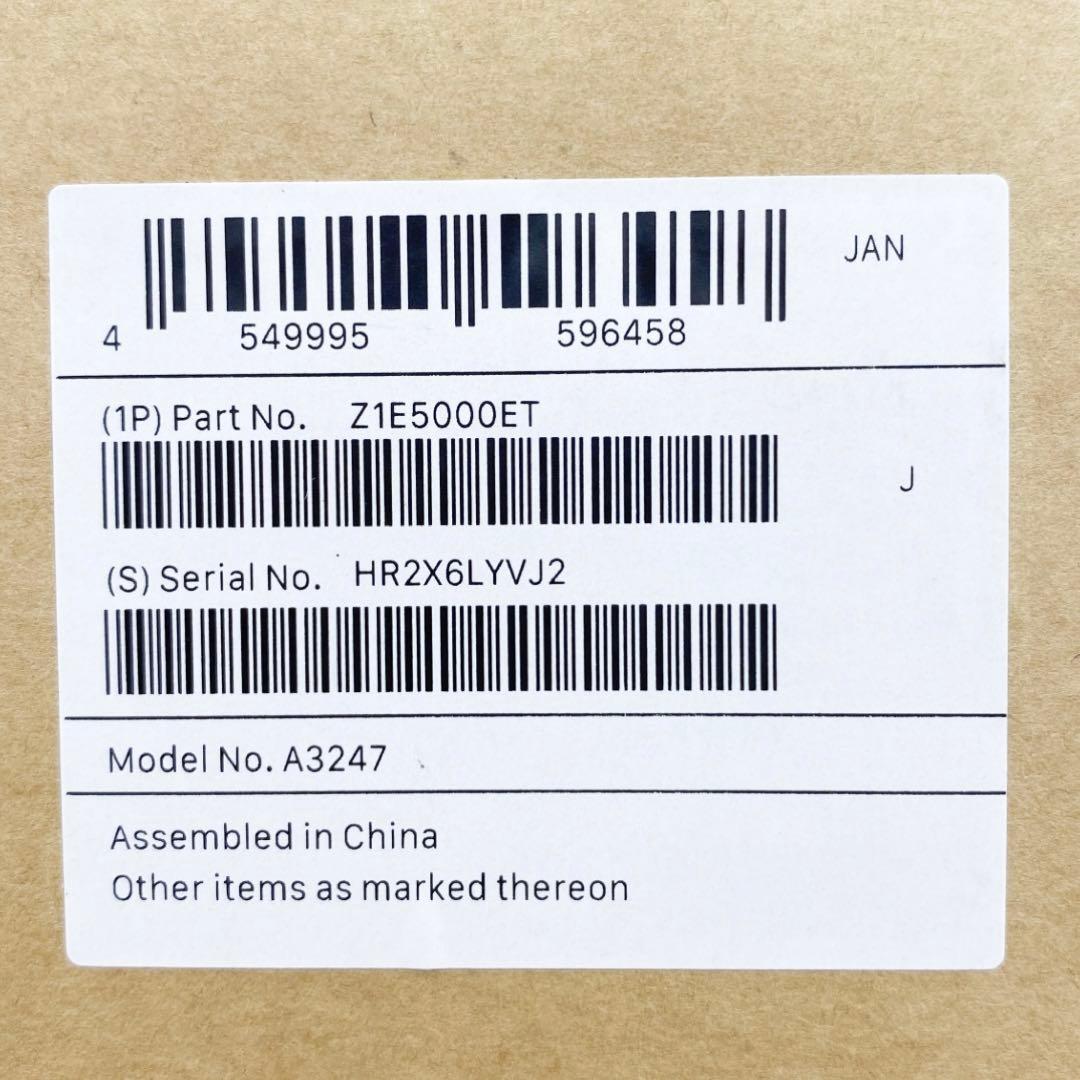 JAN
4 549995 596458
(1P) Part No. Z1E5000ET
J
(S) Serial No. HR2X6LYVJ2
Model No. A3247
Assembled in China
Other items as marked thereon